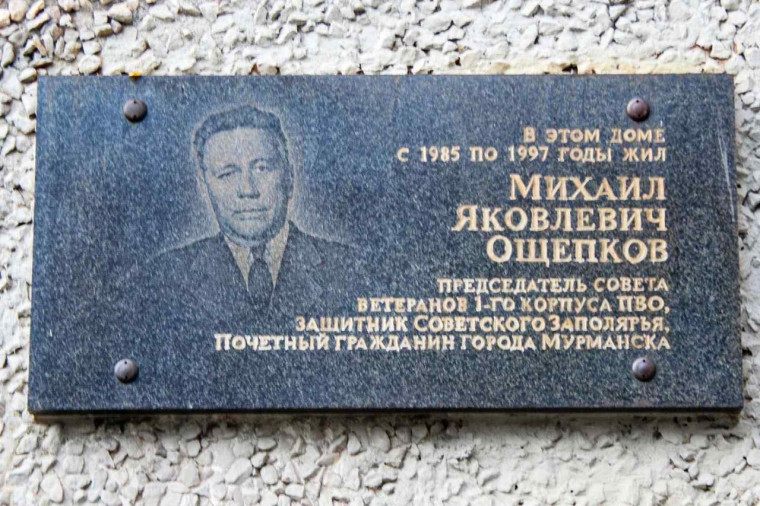 В этом доме
с 1985 по 1997 годы жил
Михаил
Яковлевич
Ощепков
председатель совета
ветеранов 1-го корпуса ПВО,
защитник Советского Заполярья,
Почетный гражданин города Мурманска